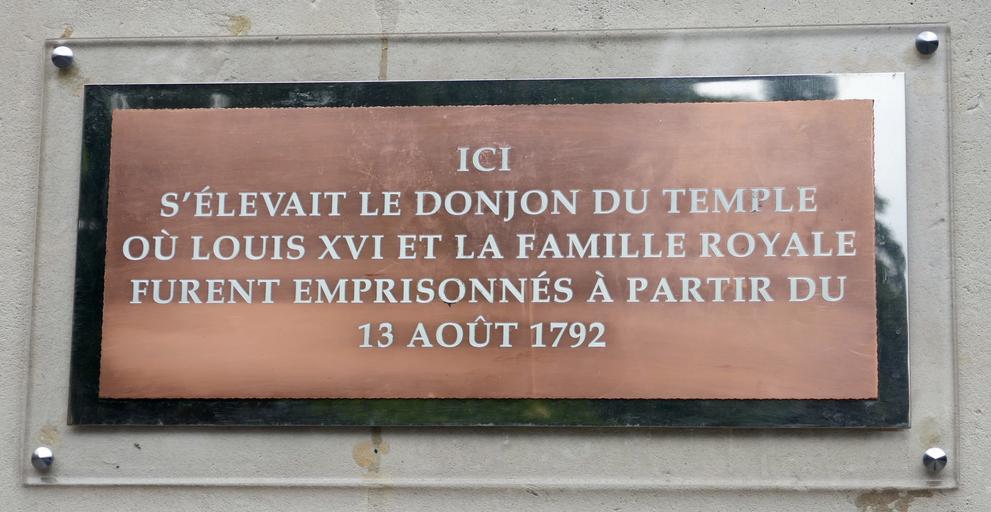 ICI
S'ÉLEVAIT LE DONJON DU TEMPLE
OÙ LOUIS XVI ET LA FAMILLE ROYALE
FURENT EMPRISONNÉS À PARTIR DU
13 AOÛT 1792